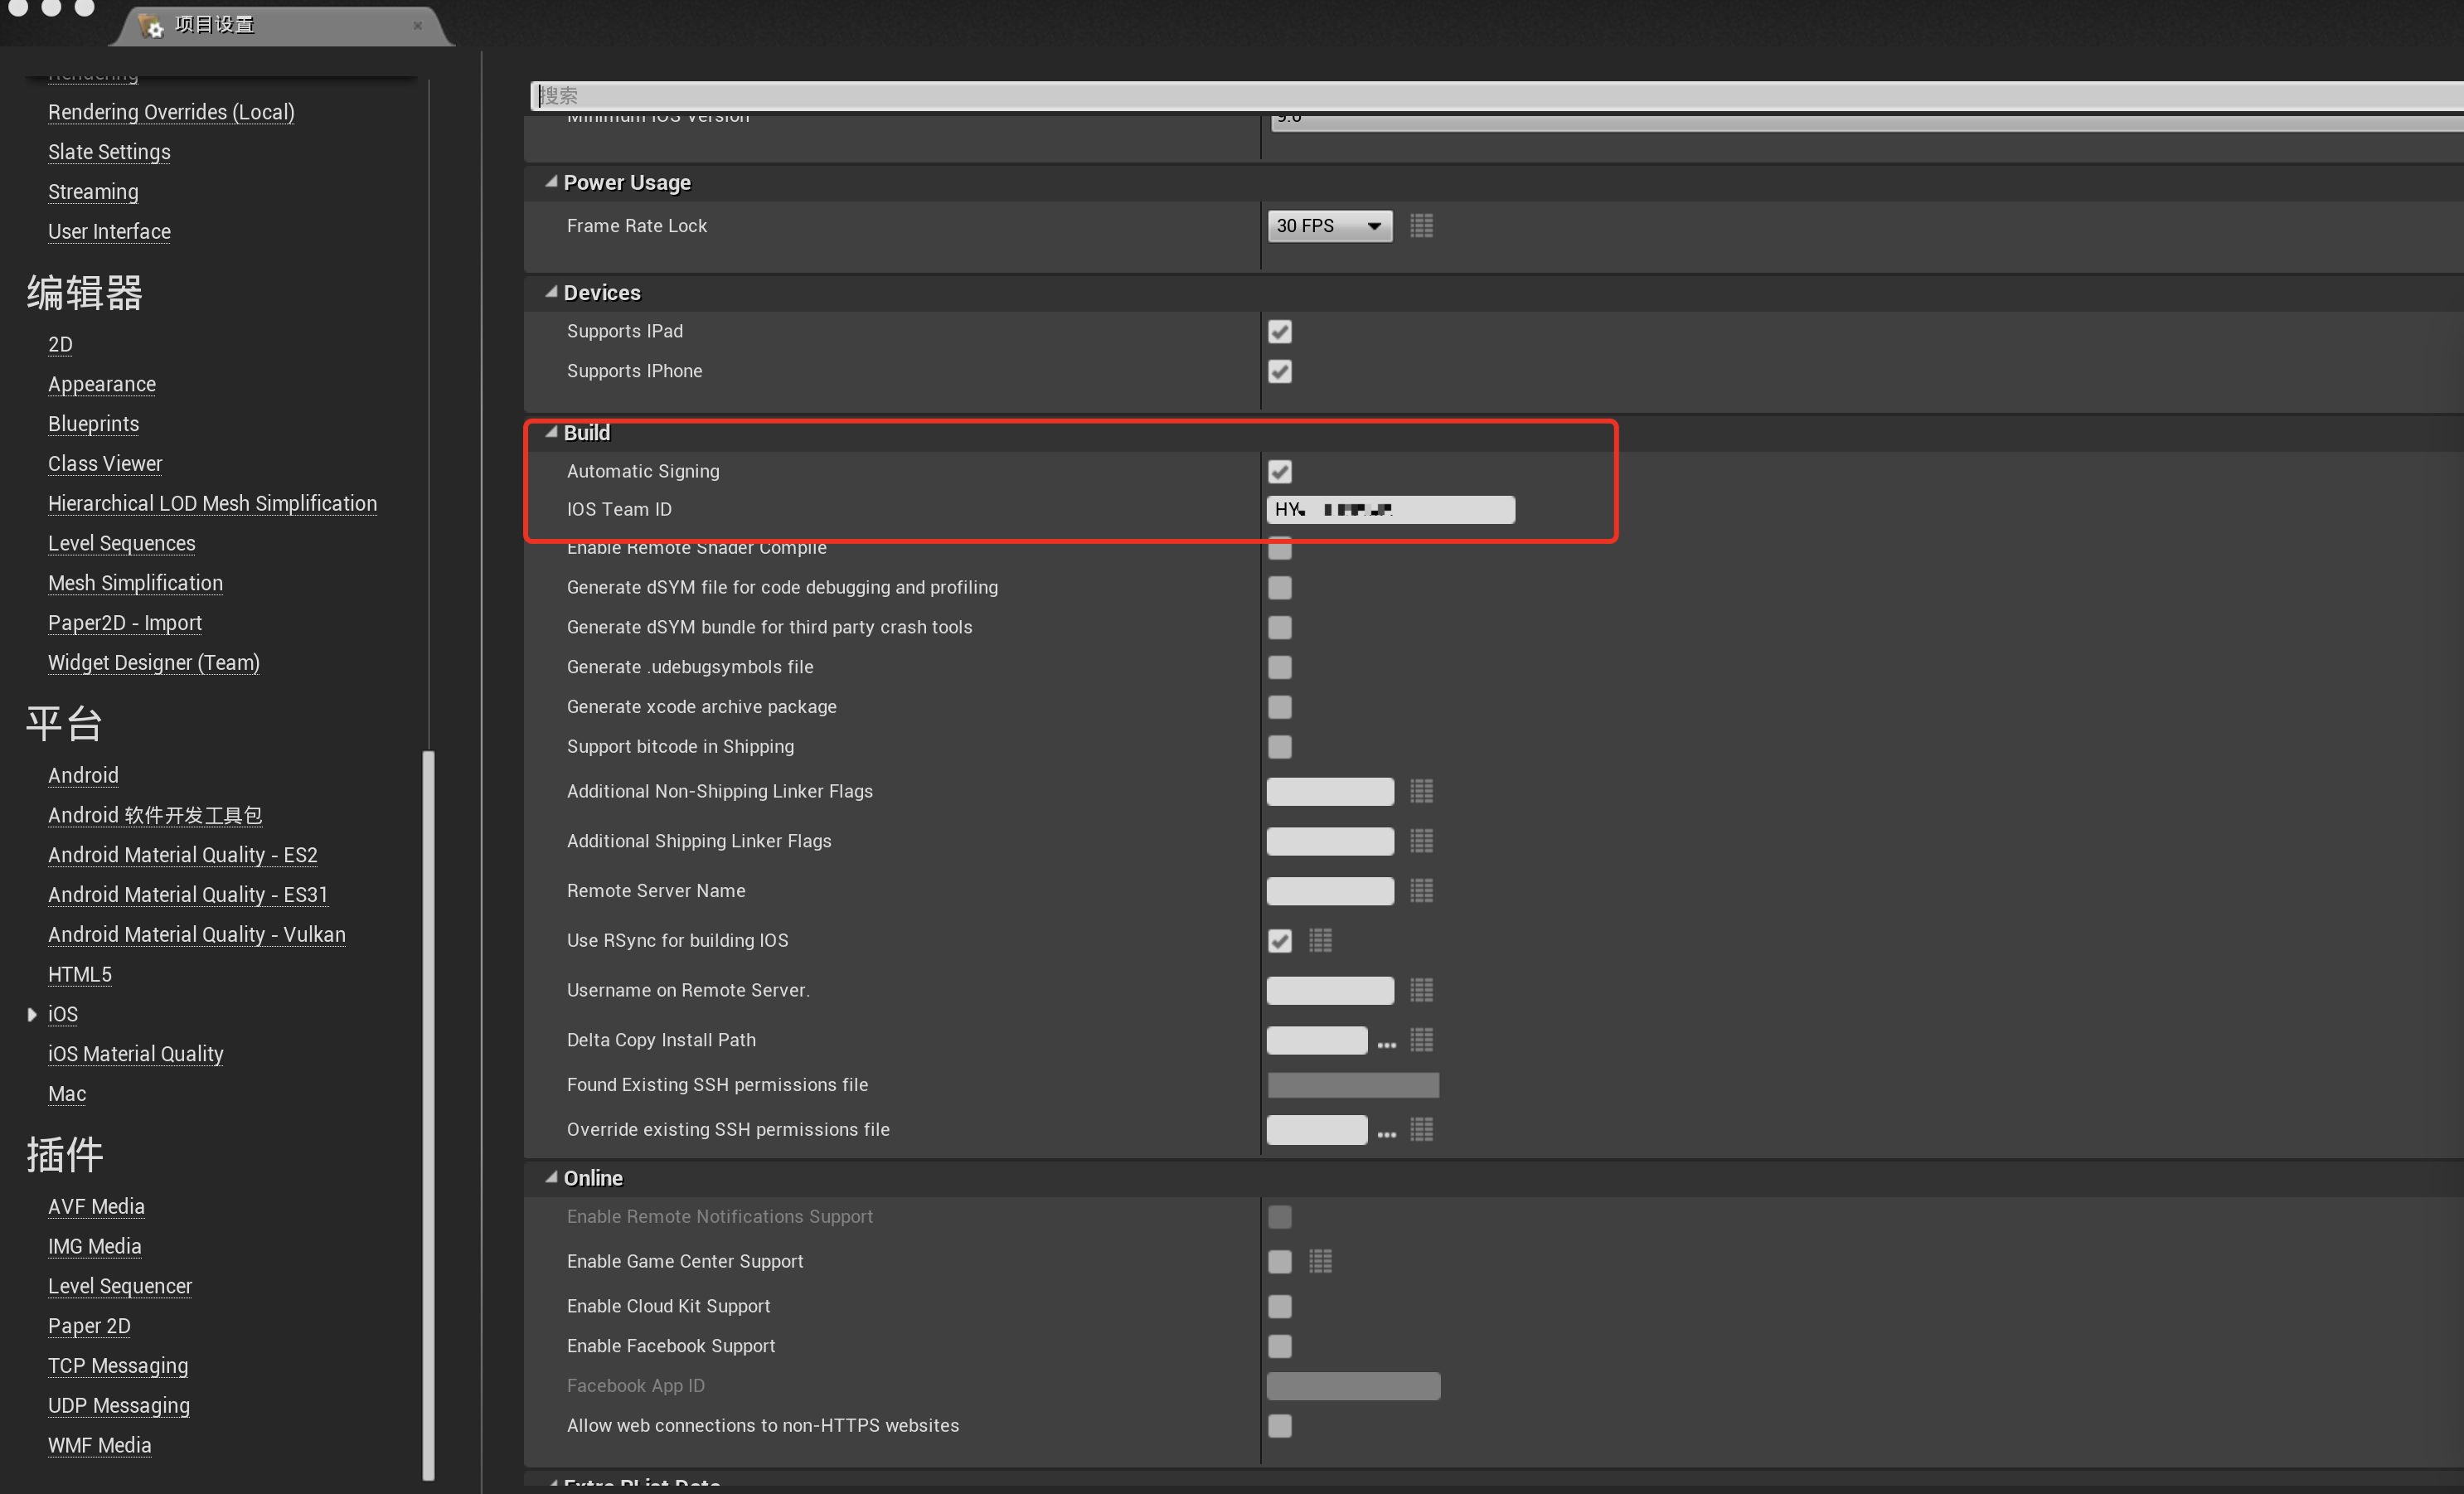 项目设置
Rendering
Rendering Overrides (Local)
Slate Settings
Streaming
User Interface
编辑器
2D
Appearance
Blueprints
Class Viewer
Hierarchical LOD Mesh Simplification
Level Sequences
Mesh Simplification
Paper2D - Import
Widget Designer (Team)
平台
Android
Android 软件开发工具包
Android Material Quality - ES2
Android Material Quality - ES31
Android Material Quality - Vulkan
HTML5
iOS
iOS Material Quality
Mac
插件
AVF Media
IMG Media
Level Sequencer
Paper 2D
TCP Messaging
UDP Messaging
WMF Media
搜索
Minimum iOS Version 9.0
Power Usage
Frame Rate Lock 30 FPS
Devices
Supports IPad
Supports IPhone
Build
Automatic Signing
IOS Team ID HY
Enable Remote Shader Compile
Generate dSYM file for code debugging and profiling
Generate dSYM bundle for third party crash tools
Generate .udebugsymbols file
Generate xcode archive package
Support bitcode in Shipping
Additional Non-Shipping Linker Flags
Additional Shipping Linker Flags
Remote Server Name
Use RSync for building IOS
Username on Remote Server.
Delta Copy Install Path ...
Found Existing SSH permissions file
Override existing SSH permissions file ...
Online
Enable Remote Notifications Support
Enable Game Center Support
Enable Cloud Kit Support
Enable Facebook Support
Facebook App ID
Allow web connections to non-HTTPS websites
Extra PList Data